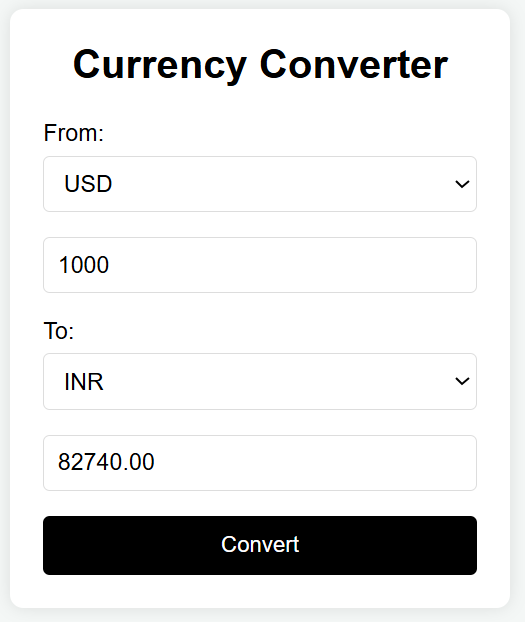 Currency Converter
From:
USD
1000
To:
INR
82740.00
Convert